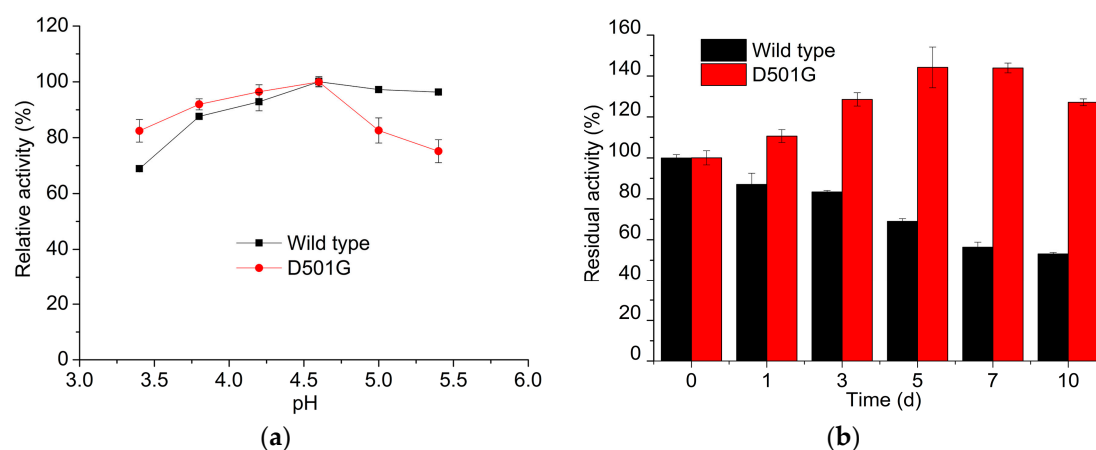 120
100
80
60
40
20
0
Relative activity (%)
Wild type
D501G
3.0 3.5 4.0 4.5 5.0 5.5 6.0
pH
(a)
160
140
120
100
80
60
40
20
0
Residual activity (%)
Wild type
D501G
0 1 3 5 7 10
Time (d)
(b)